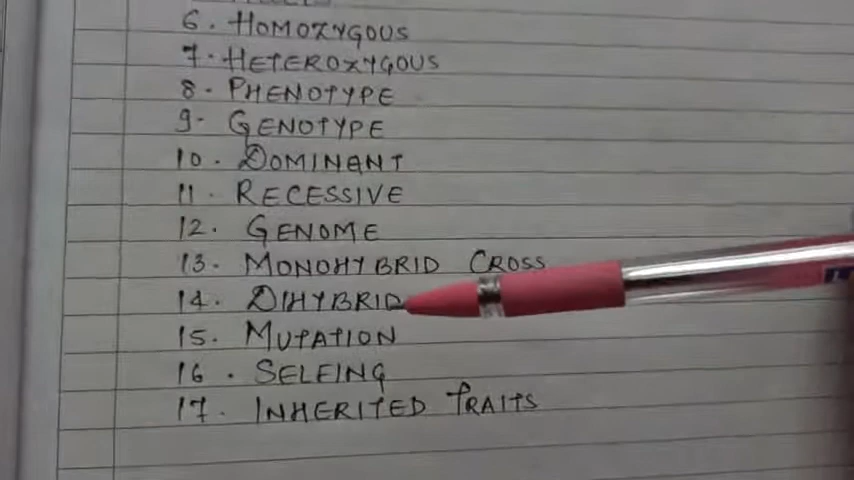 6. HOMOZYGOUS
7. HETEROZYGOUS
8- PHENOTYPE
9- GENOTYPE
10. DOMINANT
11. RECESSIVE
12. GENOME
13. MONOHYBRID CROSS
14. DIHYBRID
15. MUTATION
16. SELFING
17. INHERITED TRAITS